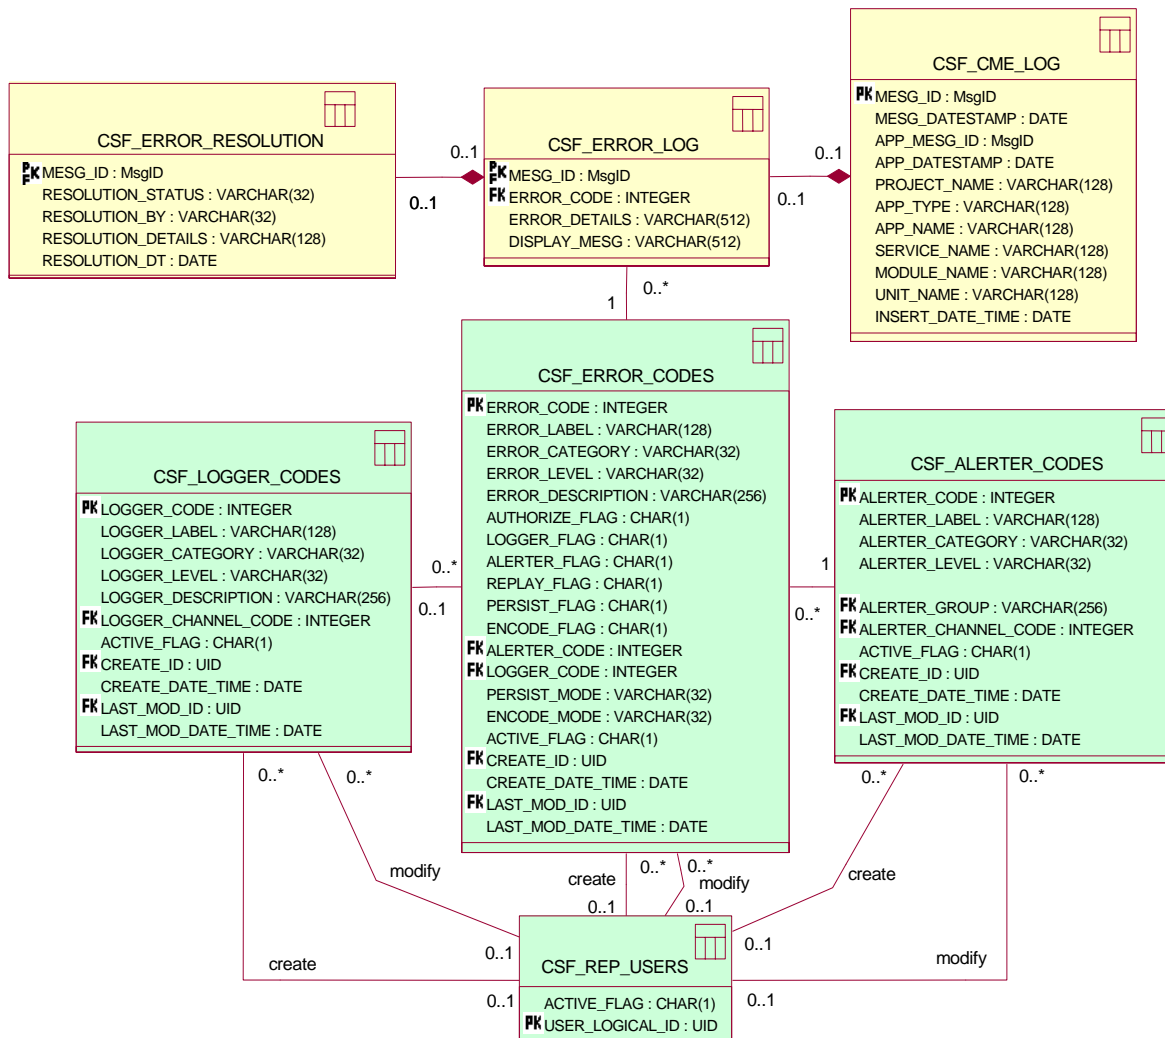 CSF_ERROR_RESOLUTION
PFK MESG_ID : MsgID
RESOLUTION_STATUS : VARCHAR(32)
RESOLUTION_BY : VARCHAR(32)
RESOLUTION_DETAILS : VARCHAR(128)
RESOLUTION_DT : DATE
0..1
0..1
CSF_ERROR_LOG
PFK MESG_ID : MsgID
FK ERROR_CODE : INTEGER
ERROR_DETAILS : VARCHAR(512)
DISPLAY_MESG : VARCHAR(512)
0..1
0..1
CSF_CME_LOG
PK MESG_ID : MsgID
MESG_DATESTAMP : DATE
APP_MESG_ID : MsgID
APP_DATESTAMP : DATE
PROJECT_NAME : VARCHAR(128)
APP_TYPE : VARCHAR(128)
APP_NAME : VARCHAR(128)
SERVICE_NAME : VARCHAR(128)
MODULE_NAME : VARCHAR(128)
UNIT_NAME : VARCHAR(128)
INSERT_DATE_TIME : DATE
0..*
1
CSF_LOGGER_CODES
PK LOGGER_CODE : INTEGER
LOGGER_LABEL : VARCHAR(128)
LOGGER_CATEGORY : VARCHAR(32)
LOGGER_LEVEL : VARCHAR(32)
LOGGER_DESCRIPTION : VARCHAR(256)
FK LOGGER_CHANNEL_CODE : INTEGER
ACTIVE_FLAG : CHAR(1)
FK CREATE_ID : UID
CREATE_DATE_TIME : DATE
FK LAST_MOD_ID : UID
LAST_MOD_DATE_TIME : DATE
0..*
0..1
CSF_ERROR_CODES
PK ERROR_CODE : INTEGER
ERROR_LABEL : VARCHAR(128)
ERROR_CATEGORY : VARCHAR(32)
ERROR_LEVEL : VARCHAR(32)
ERROR_DESCRIPTION : VARCHAR(256)
AUTHORIZE_FLAG : CHAR(1)
LOGGER_FLAG : CHAR(1)
ALERTER_FLAG : CHAR(1)
REPLAY_FLAG : CHAR(1)
PERSIST_FLAG : CHAR(1)
ENCODE_FLAG : CHAR(1)
FK ALERTER_CODE : INTEGER
FK LOGGER_CODE : INTEGER
PERSIST_MODE : VARCHAR(32)
ENCODE_MODE : VARCHAR(32)
ACTIVE_FLAG : CHAR(1)
FK CREATE_ID : UID
CREATE_DATE_TIME : DATE
FK LAST_MOD_ID : UID
LAST_MOD_DATE_TIME : DATE
1
0..*
CSF_ALERTER_CODES
PK ALERTER_CODE : INTEGER
ALERTER_LABEL : VARCHAR(128)
ALERTER_CATEGORY : VARCHAR(32)
ALERTER_LEVEL : VARCHAR(32)
FK ALERTER_GROUP : VARCHAR(256)
FK ALERTER_CHANNEL_CODE : INTEGER
ACTIVE_FLAG : CHAR(1)
FK CREATE_ID : UID
CREATE_DATE_TIME : DATE
FK LAST_MOD_ID : UID
LAST_MOD_DATE_TIME : DATE
0..*
0..*
0..*
0..*
0..*
0..*
modify
create
modify
create
0..1
0..1
0..1
0..1
create
modify
0..1
0..1
CSF_REP_USERS
ACTIVE_FLAG : CHAR(1)
PK USER_LOGICAL_ID : UID